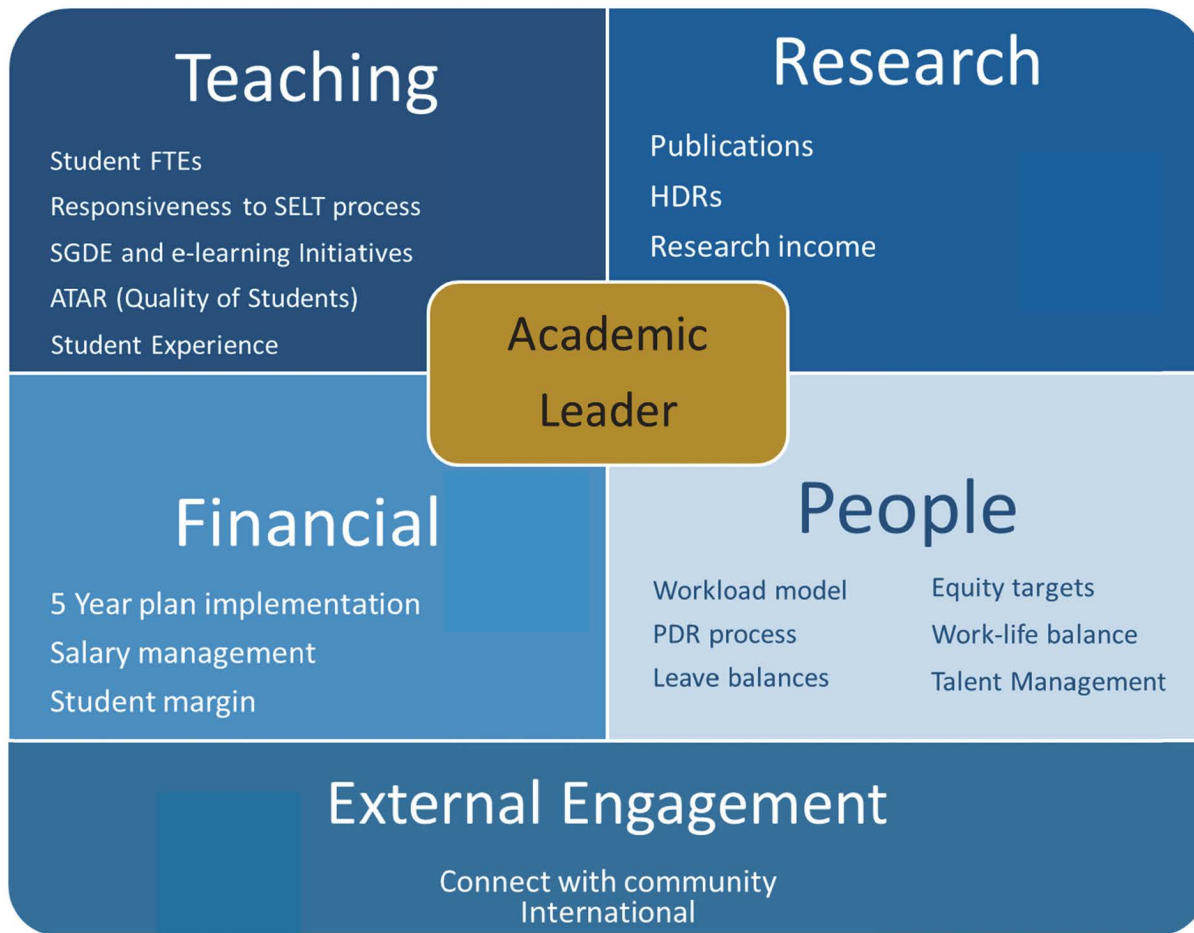 Teaching
Student FTEs
Responsiveness to SELT process
SGDE and e-learning Initiatives
ATAR (Quality of Students)
Student Experience
Research
Publications
HDRs
Research income
Academic
Leader
Financial
5 Year plan implementation
Salary management
Student margin
People
Workload model
PDR process
Leave balances
Equity targets
Work-life balance
Talent Management
External Engagement
Connect with community
International